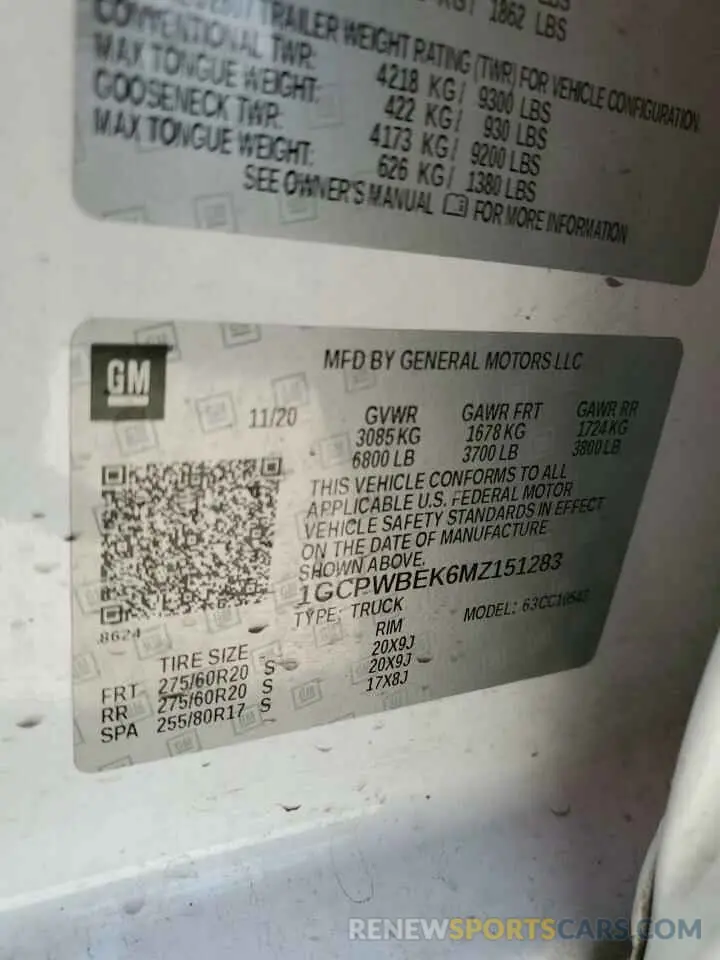 1862 LBS
TRAILER WEIGHT RATING (TWR) FOR VEHICLE CONFIGURATION
CONVENTIONAL TWR: 4218 KG/ 9300 LBS
MAX TONGUE WEIGHT: 422 KG/ 930 LBS
GOOSENECK TWR: 4173 KG/ 9200 LBS
MAX TONGUE WEIGHT: 626 KG/ 1380 LBS
SEE OWNER'S MANUAL FOR MORE INFORMATION
GM
MFD BY GENERAL MOTORS LLC
11/20 GVWR GAWR FRT GAWR RR
3085 KG 1678 KG 1724 KG
6800 LB 3700 LB 3800 LB
THIS VEHICLE CONFORMS TO ALL
APPLICABLE U.S. FEDERAL MOTOR
VEHICLE SAFETY STANDARDS IN EFFECT
ON THE DATE OF MANUFACTURE
SHOWN ABOVE.
1GCPWBEK6MZ151283
TYPE: TRUCK MODEL:
8624
TIRE SIZE RIM
FRT 275/60R20 S 20X9J
RR 275/60R20 S 20X9J
SPA 255/80R17 S 17X8J
RENEWSPORTSCARS.COM